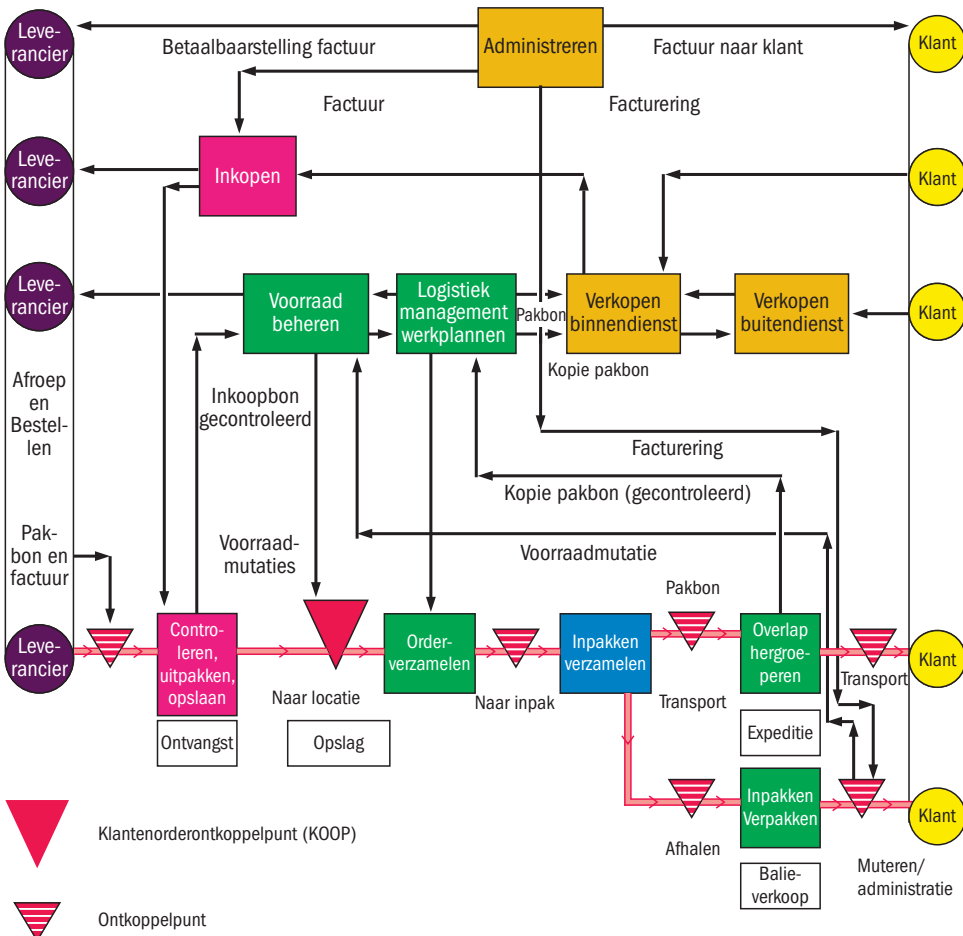 Leve-
rancier
Betaalbaarstelling factuur
Administreren
Factuur naar klant
Klant
Factuur
Facturering
Leve-
rancier
Inkopen
Klant
Leve-
rancier
Voorraad
beheren
Logistiek
management
werkplannen
Pakbon
Verkopen
binnendienst
Verkopen
buitendienst
Klant
Kopie pakbon
Afroep
en
Bestel-
len
Inkoopbon
gecontroleerd
Facturering
Kopie pakbon (gecontroleerd)
Pak-
bon en
factuur
Voorraad-
mutaties
Voorraadmutatie
Pakbon
Leve-
rancier
Contro-
leren,
uitpakken,
opslaan
Order-
verzamelen
Inpakken
verzamelen
Overlap
hergroe-
peren
Klant
Naar locatie
Naar inpak
Transport
Transport
Ontvangst
Opslag
Expeditie
Inpakken
Verpakken
Klant
Klantenorderontkoppelpunt (KOOP)
Afhalen
Muteren/
administratie
Balie-
verkoop
Ontkoppelpunt